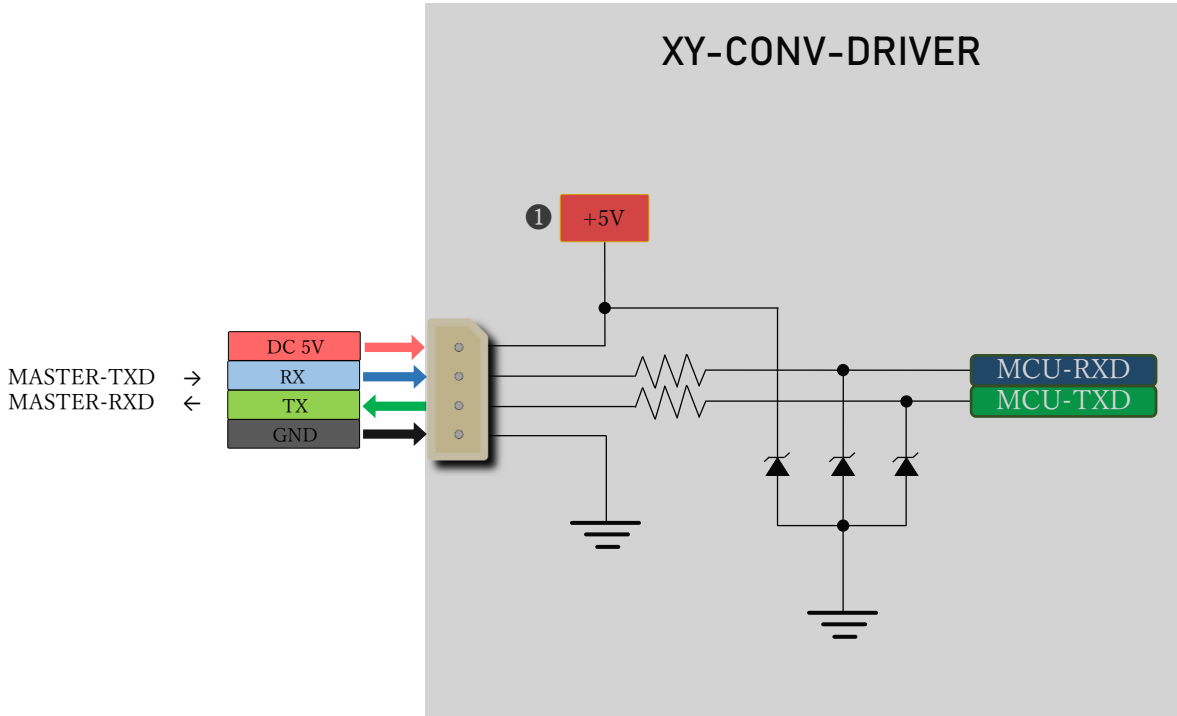 XY-CONV-DRIVER
❶ +5V
DC 5V
MASTER-TXD → RX
MASTER-RXD ← TX
GND
MCU-RXD
MCU-TXD